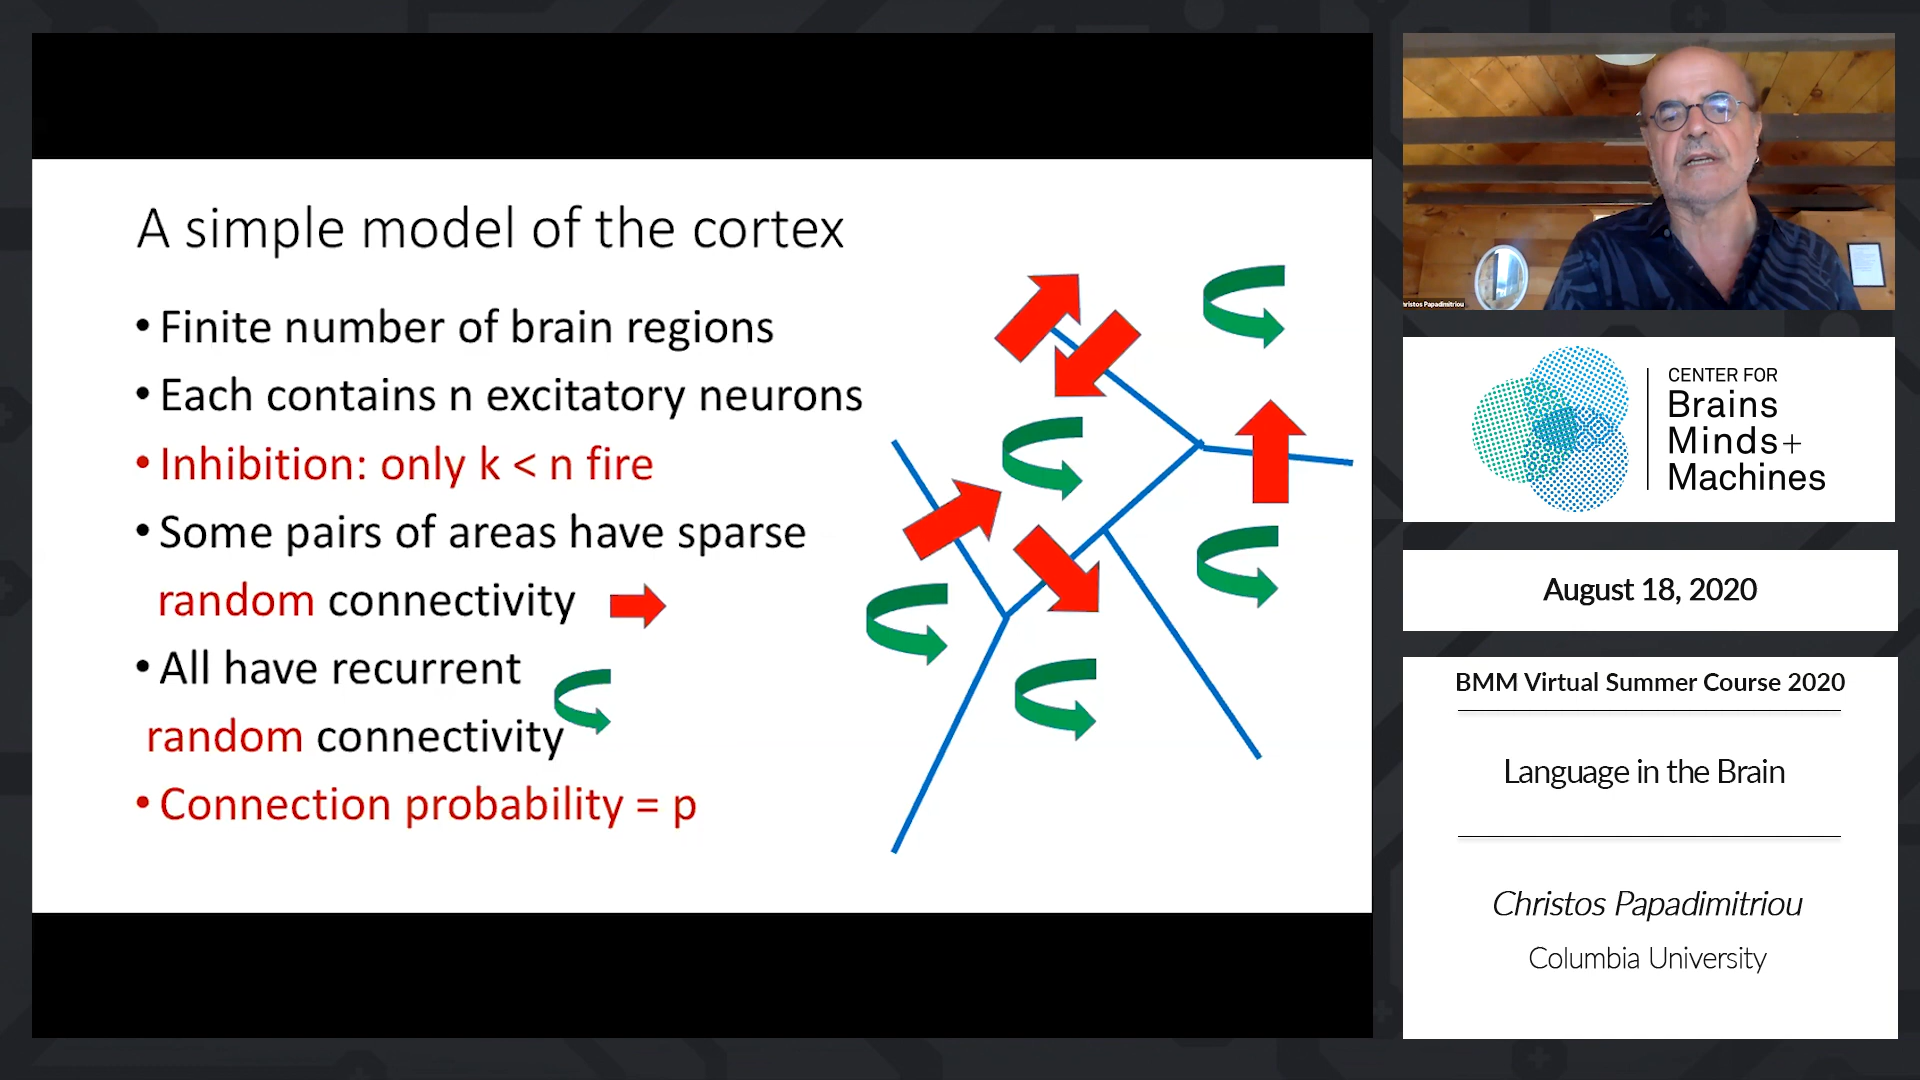 A simple model of the cortex
• Finite number of brain regions
• Each contains n excitatory neurons
• Inhibition: only k < n fire
• Some pairs of areas have sparse
random connectivity
• All have recurrent
random connectivity
• Connection probability = p
Christos Papadimitriou
CENTER FOR
Brains
Minds+
Machines
August 18, 2020
BMM Virtual Summer Course 2020
Language in the Brain
Christos Papadimitriou
Columbia University